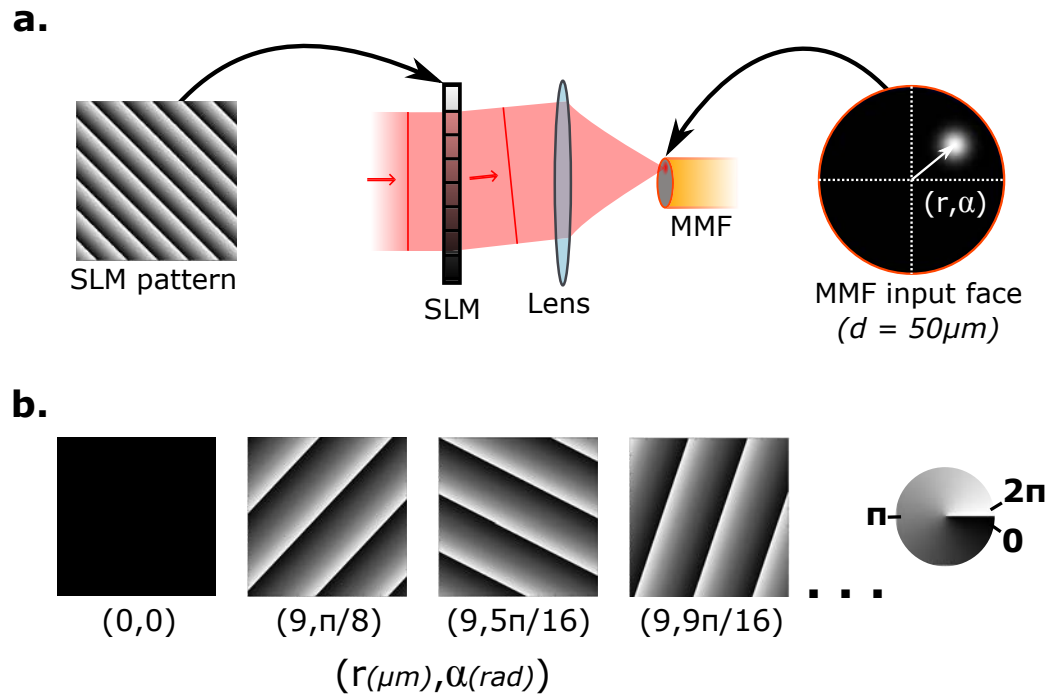 a.
SLM pattern
SLM
Lens
MMF
(r,α)
MMF input face
(d = 50μm)
b.
(0,0)
(9,π/8)
(9,5π/16)
(9,9π/16)
...
π
2π
0
(r(μm),α(rad))